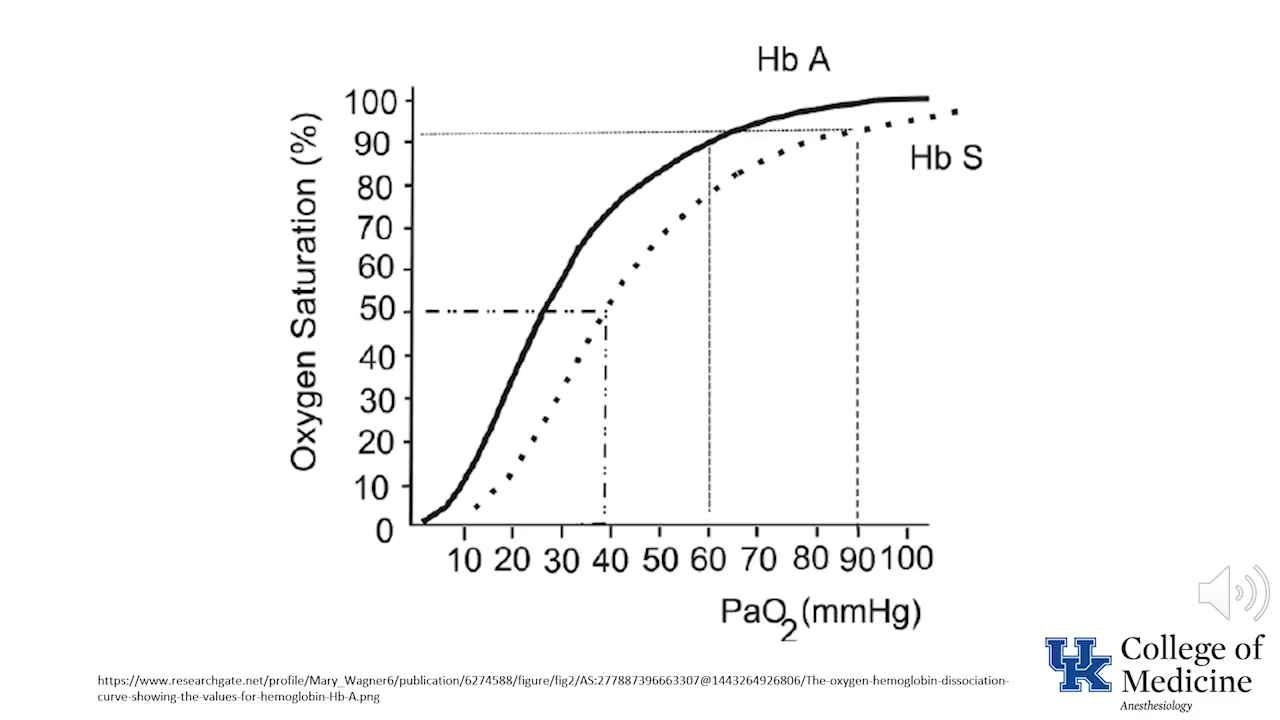 Hb A
Hb S
Oxygen Saturation (%)
100
90
80
70
60
50
40
30
20
10
0
10 20 30 40 50 60 70 80 90 100
PaO2 (mmHg)
https://www.researchgate.net/profile/Mary_Wagner6/publication/6274588/figure/fig2/AS:277887396663307@1443264926806/The-oxygen-hemoglobin-dissociation-
curve-showing-the-values-for-hemoglobin-Hb-A.png
UK
College of
Medicine
Anesthesiology